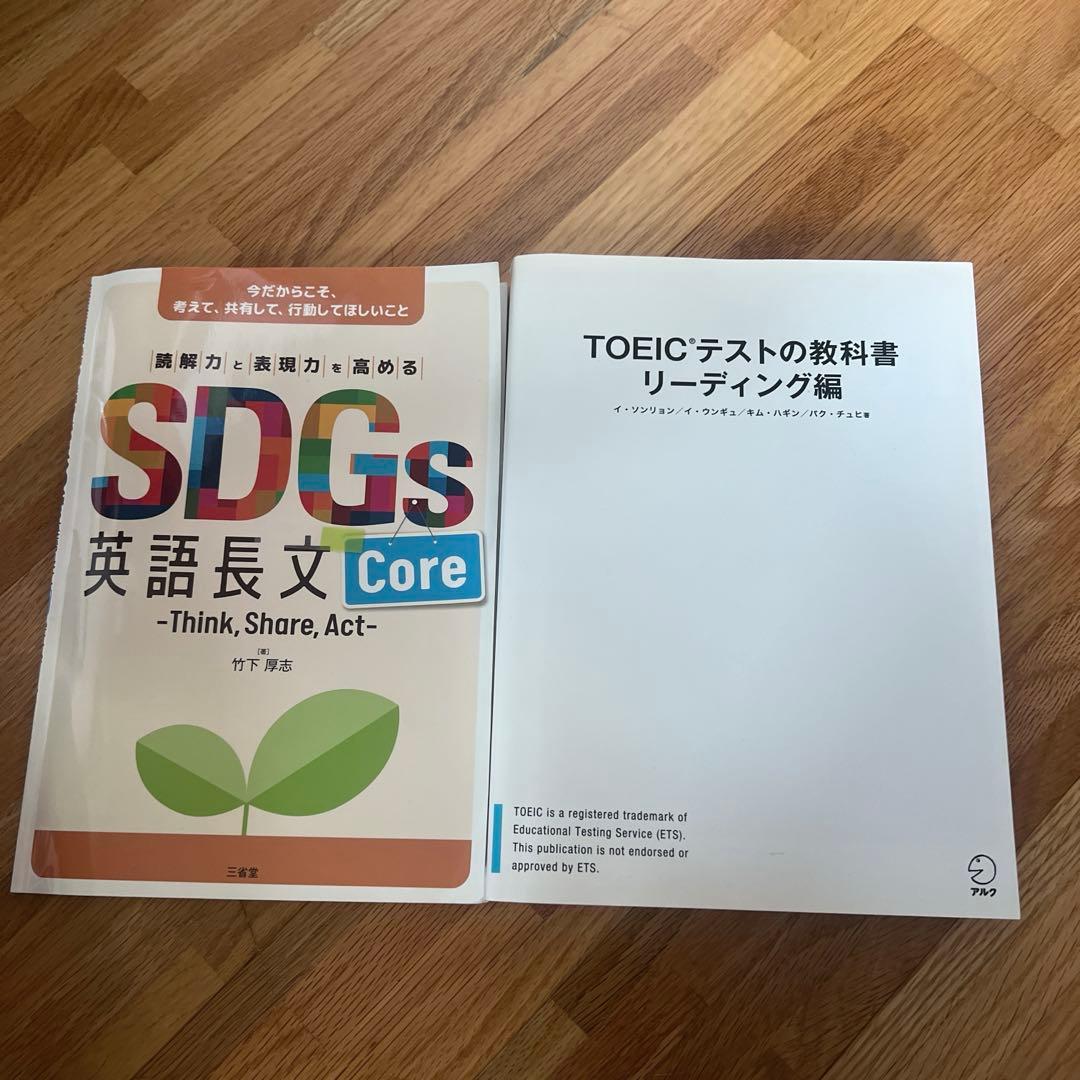 今だからこそ、
考えて、共有して、行動してほしいこと
読解力と表現力を高める
SDGs
英語長文 Core
-Think, Share, Act-
[著]
竹下 厚志
三省堂
TOEIC®テストの教科書
リーディング編
イ・ソンリョン／イ・ウンギュ／キム・ハギン／パク・チュヒ著
TOEIC is a registered trademark of
Educational Testing Service (ETS).
This publication is not endorsed or
approved by ETS.
アルク